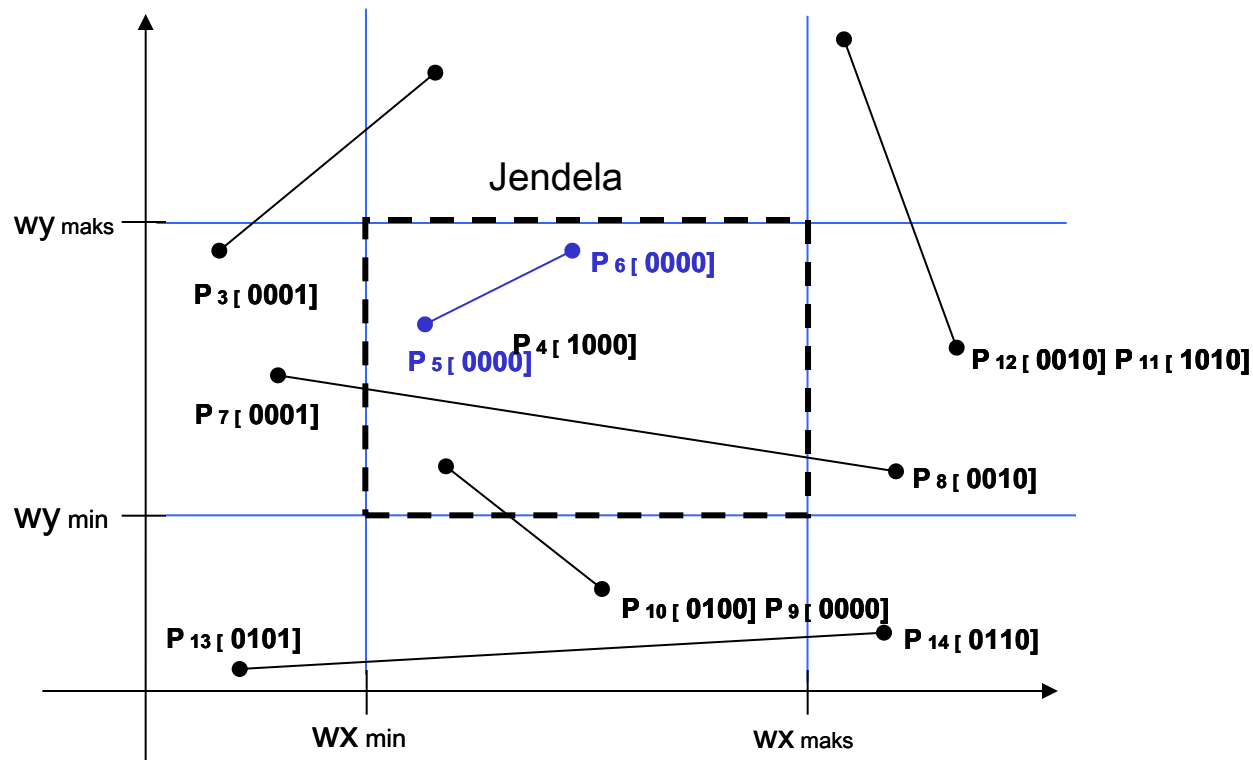 Jendela
wy maks
P 6 [ 0000]
P 3 [ 0001]
P 4 [ 1000]
P 5 [ 0000]
P 12 [ 0010] P 11 [ 1010]
P 7 [ 0001]
P 8 [ 0010]
wy min
P 10 [ 0100] P 9 [ 0000]
P 13 [ 0101]
P 14 [ 0110]
wx min
wx maks